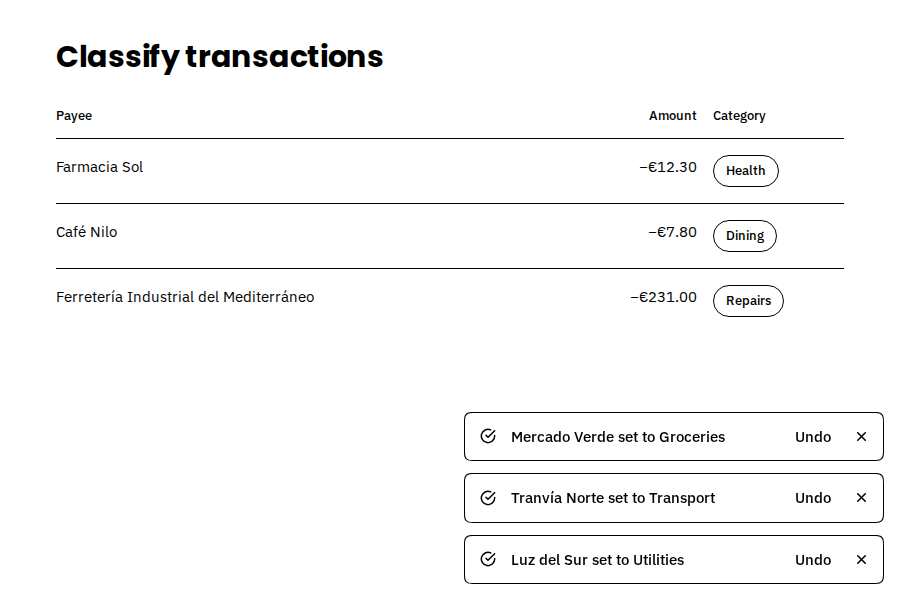 Classify transactions
Payee Amount Category
Farmacia Sol −€12.30 Health
Café Nilo −€7.80 Dining
Ferretería Industrial del Mediterráneo −€231.00 Repairs
Mercado Verde set to Groceries Undo
Tranvía Norte set to Transport Undo
Luz del Sur set to Utilities Undo